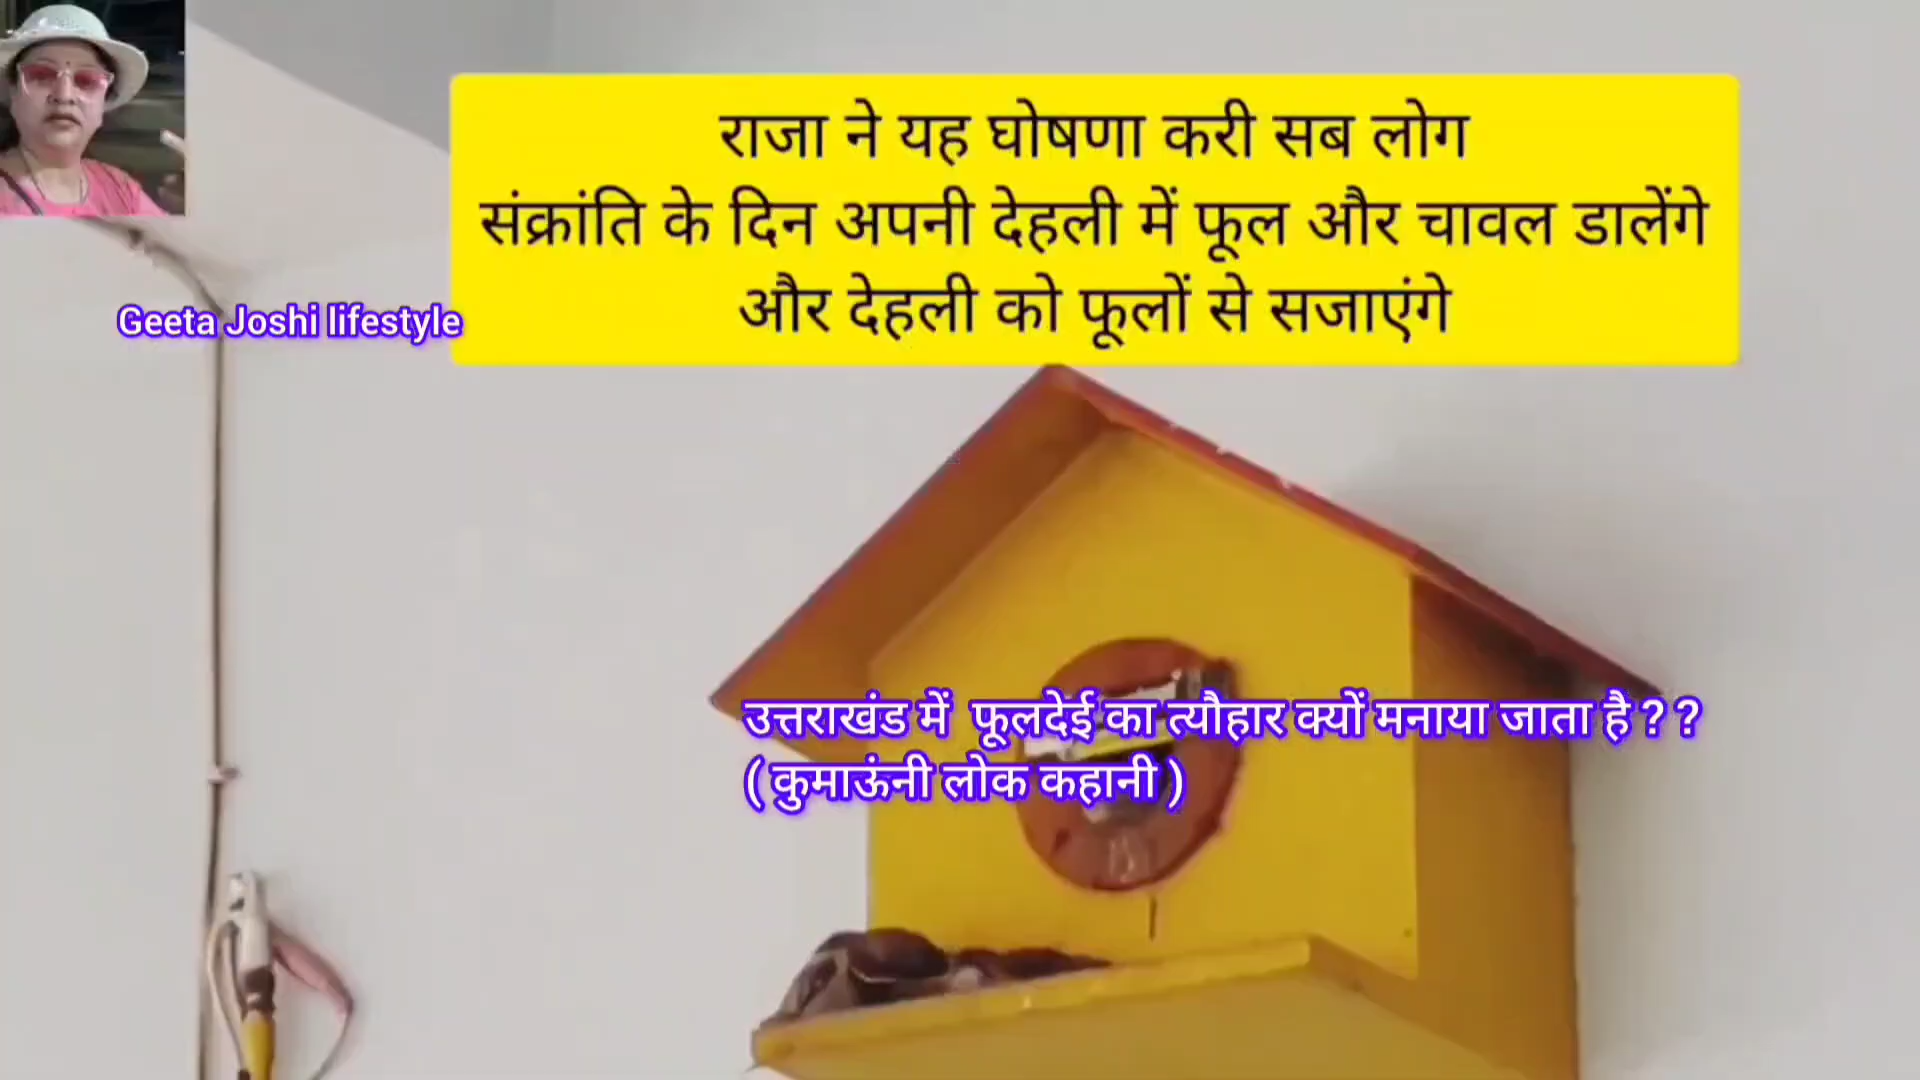 राजा ने यह घोषणा करी सब लोग
संक्रांति के दिन अपनी देहली में फूल और चावल डालेंगे
और देहली को फूलों से सजाएंगे
Geeta Joshi lifestyle
उत्तराखंड में फूलदेई का त्यौहार क्यों मनाया जाता है ? ?
( कुमाऊंनी लोक कहानी )